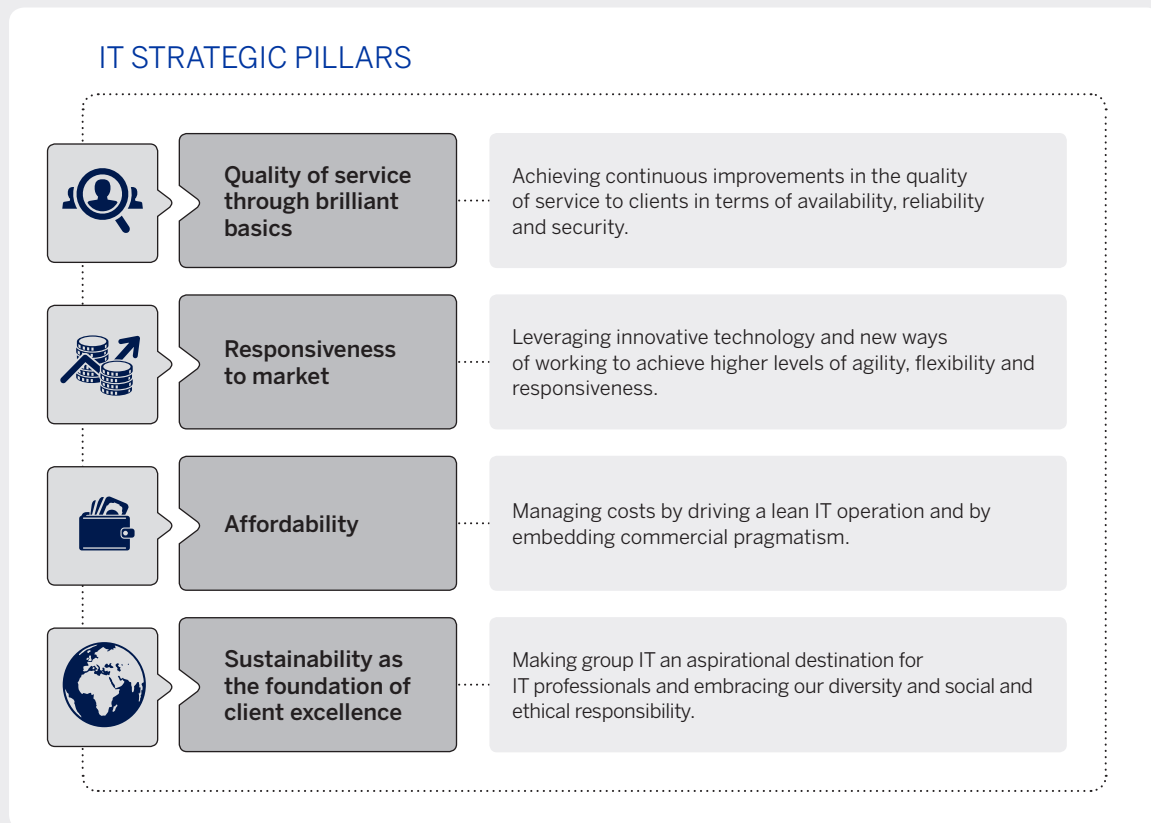 IT STRATEGIC PILLARS
Quality of service
through brilliant
basics
Achieving continuous improvements in the quality
of service to clients in terms of availability, reliability
and security.
Responsiveness
to market
Leveraging innovative technology and new ways
of working to achieve higher levels of agility, flexibility and
responsiveness.
Affordability
Managing costs by driving a lean IT operation and by
embedding commercial pragmatism.
Sustainability as
the foundation of
client excellence
Making group IT an aspirational destination for
IT professionals and embracing our diversity and social and
ethical responsibility.